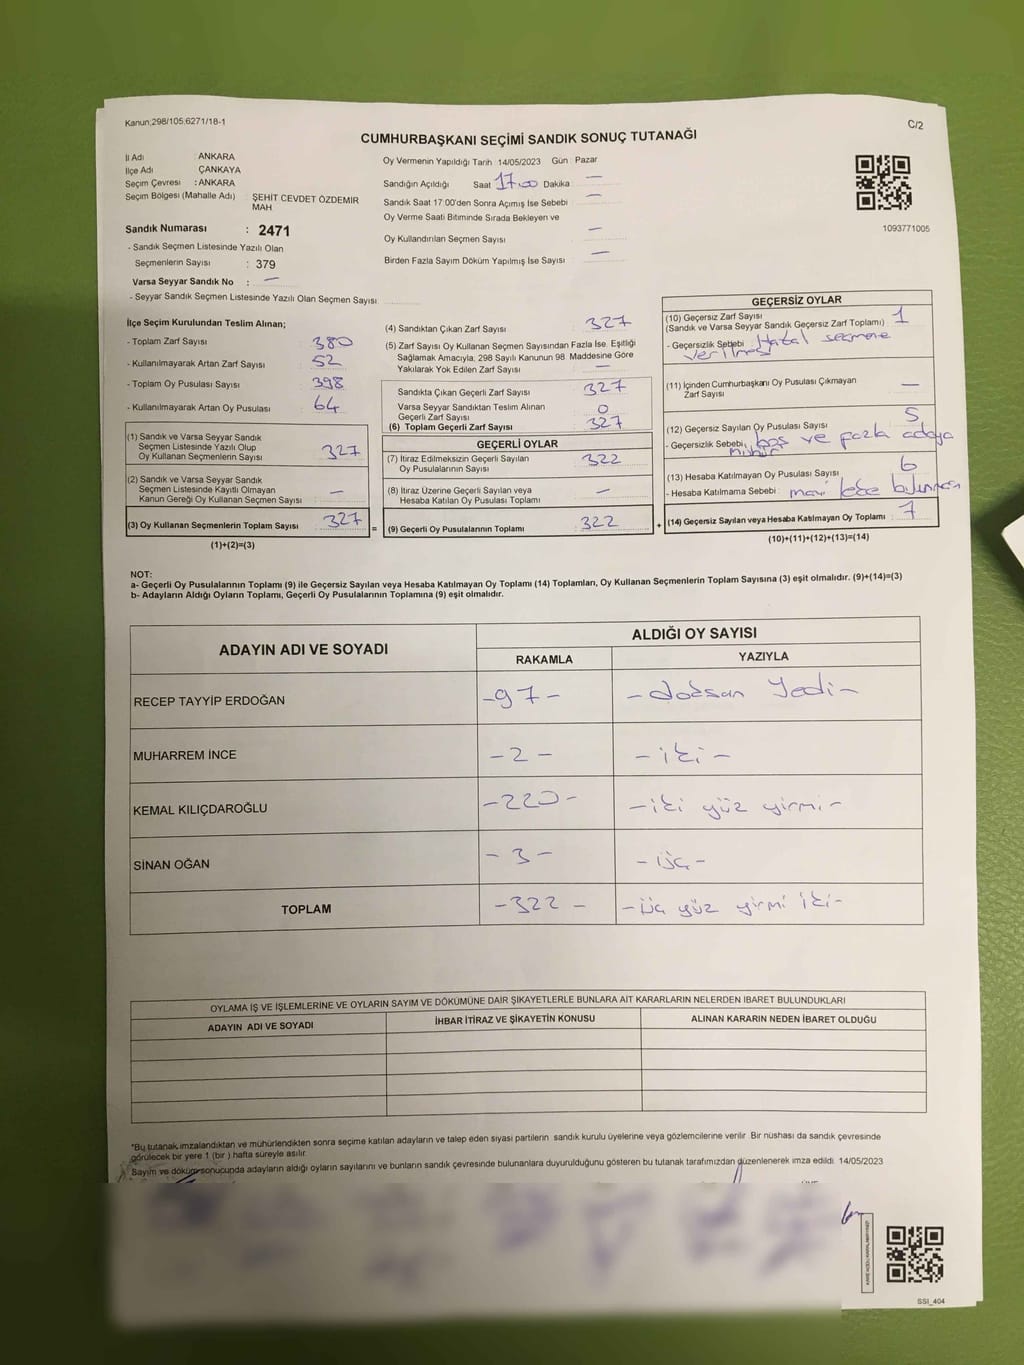 Kanun;298/105;6271/18-1
C/2
CUMHURBAŞKANI SEÇİMİ SANDIK SONUÇ TUTANAĞI
İl Adı : ANKARA
İlçe Adı : ÇANKAYA
Seçim Çevresi : ANKARA
Seçim Bölgesi (Mahalle Adı) : ŞEHİT CEVDET ÖZDEMİR MAH
Sandık Numarası : 2471
- Sandık Seçmen Listesinde Yazılı Olan
Seçmenlerin Sayısı : 379
Varsa Seyyar Sandık No : —
- Seyyar Sandık Seçmen Listesinde Yazılı Olan Seçmen Sayısı
Oy Vermenin Yapıldığı Tarih 14/05/2023 Gün : Pazar
Sandığın Açıldığı Saat 17:00 Dakika —
Sandık Saat 17:00'den Sonra Açımış İse Sebebi —
Oy Verme Saati Bitiminde Sırada Bekleyen ve
Oy Kullandırılan Seçmen Sayısı —
Birden Fazla Sayım Döküm Yapılmış İse Sayısı —
1093771005
İlçe Seçim Kurulundan Teslim Alınan;
- Toplam Zarf Sayısı : 380
- Kullanılmayarak Artan Zarf Sayısı : 52
- Toplam Oy Pusulası Sayısı : 398
- Kullanılmayarak Artan Oy Pusulası : 64
(1) Sandık ve Varsa Seyyar Sandık
Seçmen Listesinde Yazılı Olup
Oy Kullanan Seçmenlerin Sayısı : 327
(2) Sandık ve Varsa Seyyar Sandık
Seçmen Listesinde Kayıtlı Olmayan
Kanun Gereği Oy Kullanan Seçmen Sayısı : —
(3) Oy Kullanan Seçmenlerin Toplam Sayısı : 327
(1)+(2)=(3)
=
(4) Sandıktan Çıkan Zarf Sayısı : 327
(5) Zarf Sayısı Oy Kullanan Seçmen Sayısından Fazla İse, Eşitliği
Sağlamak Amacıyla; 298 Sayılı Kanunun 98. Maddesine Göre
Yakılarak Yok Edilen Zarf Sayısı : —
Sandıkta Çıkan Geçerli Zarf Sayısı : 327
Varsa Seyyar Sandıktan Teslim Alınan
Geçerli Zarf Sayısı : 0
(6) Toplam Geçerli Zarf Sayısı : 327
GEÇERLİ OYLAR
(7) İtiraz Edilmeksizin Geçerli Sayılan
Oy Pusulalarının Sayısı : 322
(8) İtiraz Üzerine Geçerli Sayılan veya
Hesaba Katılan Oy Pusulası Toplamı : —
(9) Geçerli Oy Pusulalarının Toplamı : 322
+
GEÇERSİZ OYLAR
(10) Geçersiz Zarf Sayısı
(Sandık ve Varsa Seyyar Sandık Geçersiz Zarf Toplamı) : 1
- Geçersizlik Sebebi : Hatal seçmene
verilmesi
(11) İçinden Cumhurbaşkanı Oy Pusulası Çıkmayan
Zarf Sayısı : —
(12) Geçersiz Sayılan Oy Pusulası Sayısı : 5
- Geçersizlik Sebebi : boş ve fazla adaya
mühür
(13) Hesaba Katılmayan Oy Pusulası Sayısı : 6
- Hesaba Katılmama Sebebi : mavi leke bulunması
(14) Geçersiz Sayılan veya Hesaba Katılmayan Oy Toplamı : 7
(10)+(11)+(12)+(13)=(14)
NOT:
a- Geçerli Oy Pusulalarının Toplamı (9) ile Geçersiz Sayılan veya Hesaba Katılmayan Oy Toplamı (14) Toplamları, Oy Kullanan Seçmenlerin Toplam Sayısına (3) eşit olmalıdır. (9)+(14)=(3)
b- Adayların Aldığı Oyların Toplamı, Geçerli Oy Pusulalarının Toplamına (9) eşit olmalıdır.
ADAYIN ADI VE SOYADI ALDIĞI OY SAYISI
RAKAMLA YAZIYLA
RECEP TAYYİP ERDOĞAN -97- -doksan Yedi-
MUHARREM İNCE -2- -iki-
KEMAL KILIÇDAROĞLU -220- -iki yüz yirmi-
SİNAN OĞAN -3- -üç-
TOPLAM -322- -üç yüz yirmi iki-
OYLAMA İŞ VE İŞLEMLERİNE VE OYLARIN SAYIM VE DÖKÜMÜNE DAİR ŞİKAYETLERLE BUNLARA AİT KARARLARIN NELERDEN İBARET BULUNDUKLARI
ADAYIN ADI VE SOYADI İHBAR İTİRAZ VE ŞİKAYETİN KONUSU ALINAN KARARIN NEDEN İBARET OLDUĞU
*Bu tutanak,imzalandıktan ve mühürlendikten sonra seçime katılan adayların ve talep eden siyasi partilerin sandık kurulu üyelerine veya gözlemcilerine verilir. Bir nüshası da sandık çevresinde
görülecek bir yere 1 (bir ) hafta süreyle asılır.
Sayım ve döküm sonucunda adayların aldığı oyların sayılarını ve bunların sandık çevresinde bulunanlara duyurulduğunu gösteren bu tutanak tarafımızdan düzenlenerek imza edildi. 14/05/2023
SSI_404